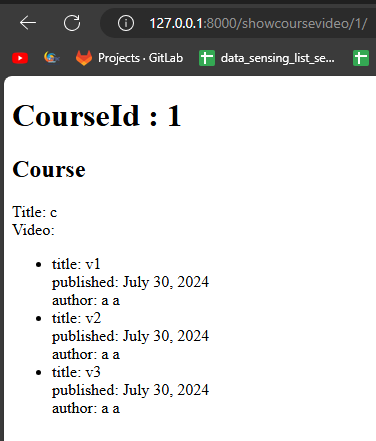 127.0.0.1:8000/showcoursevideo/1/
Projects · GitLab
data_sensing_list_se...
CourseId : 1
Course
Title: c
Video:
title: v1
published: July 30, 2024
author: a a
title: v2
published: July 30, 2024
author: a a
title: v3
published: July 30, 2024
author: a a